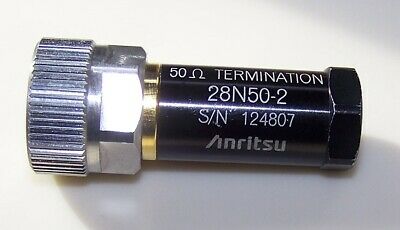 50 Ω TERMINATION
28N50-2
S/N 124807
Anritsu